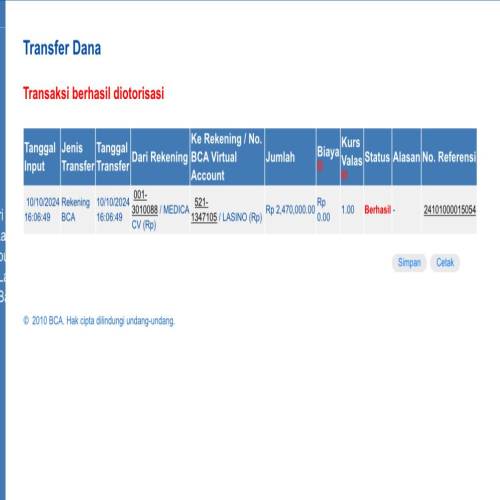 Transfer Dana
Transaksi berhasil diotorisasi
Tanggal Input Jenis Transfer Tanggal Transfer Dari Rekening Ke Rekening / No. BCA Virtual Account Jumlah Biaya Kurs Valas Status Alasan No. Referensi
10/10/2024 16:06:49 Rekening BCA 10/10/2024 16:06:49 001-3010088 / MEDICA CV (Rp) 521-1347105 / LASINO (Rp) Rp 2,470,000.00 Rp 0.00 1.00 Berhasil - 24101000015054
Simpan Cetak
© 2010 BCA. Hak cipta dilindungi undang-undang.